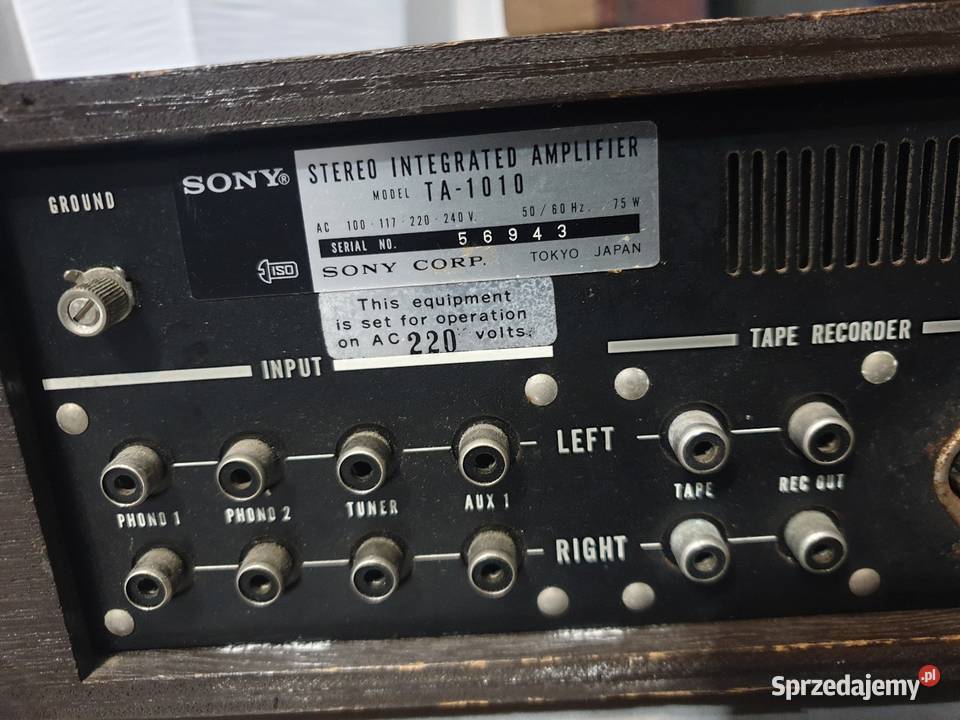 GROUND
SONY®
ISO
STEREO INTEGRATED AMPLIFIER
MODEL TA-1010
AC 100 · 117 · 220 · 240 V. 50 / 60 Hz. 75 W
SERIAL NO. 56943
SONY CORP. TOKYO JAPAN
This equipment
is set for operation
on AC 220 volts.
INPUT
TAPE RECORDER
LEFT
PHONO 1 PHONO 2 TUNER AUX 1
TAPE REC OUT
RIGHT
Sprzedajemy.pl